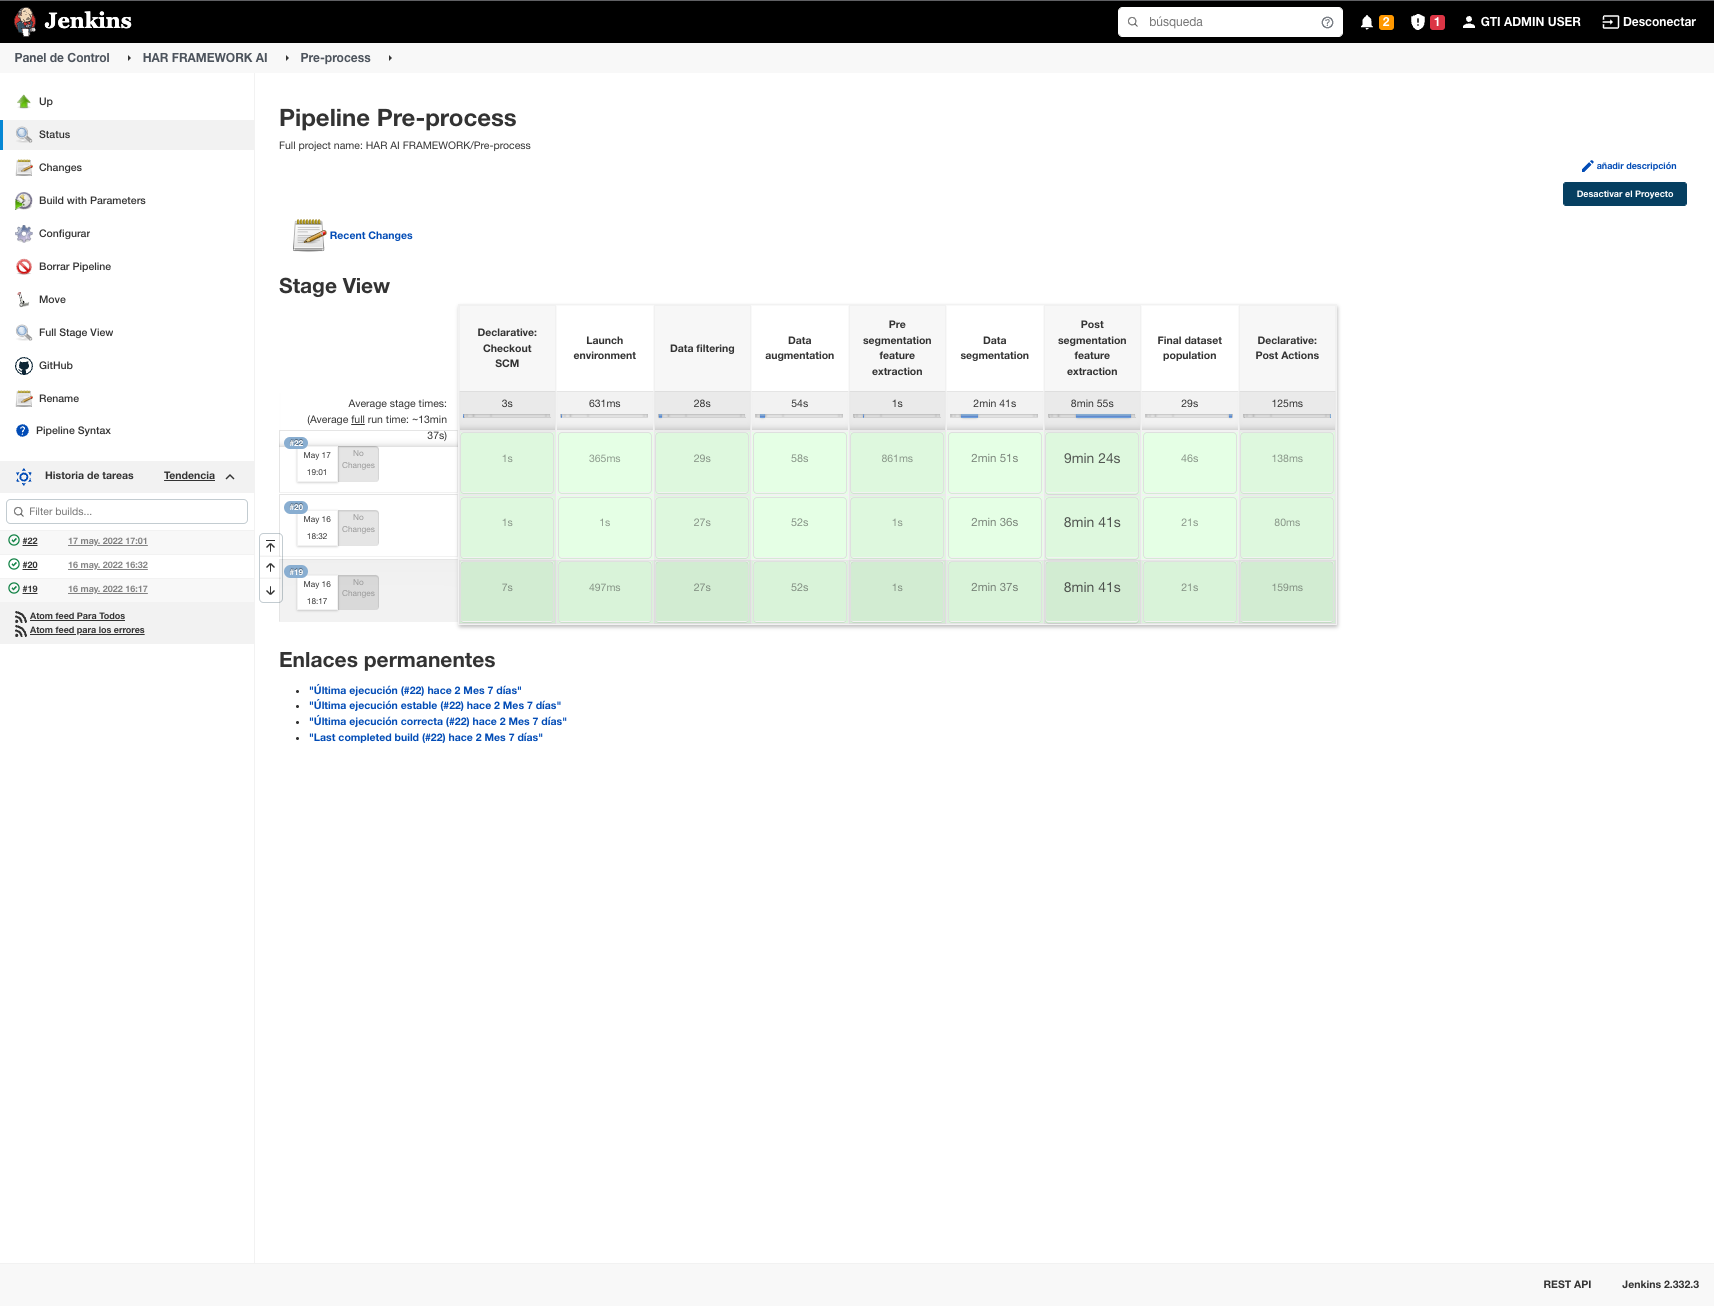 Jenkins
búsqueda
2
1
GTI ADMIN USER
Desconectar
Panel de Control
HAR FRAMEWORK AI
Pre-process
Up
Status
Changes
Build with Parameters
Configurar
Borrar Pipeline
Move
Full Stage View
GitHub
Rename
Pipeline Syntax
Historia de tareas Tendencia
Filter builds...
#22 17 may. 2022 17:01
#20 16 may. 2022 16:32
#19 16 may. 2022 16:17
Atom feed Para Todos
Atom feed para los errores
Pipeline Pre-process
Full project name: HAR AI FRAMEWORK/Pre-process
añadir descripción
Desactivar el Proyecto
Recent Changes
Stage View
Declarative:
Checkout
SCM
Launch
environment
Data filtering
Data
augmentation
Pre
segmentation
feature
extraction
Data
segmentation
Post
segmentation
feature
extraction
Final dataset
population
Declarative:
Post Actions
Average stage times:
(Average full run time: ~13min
37s)
3s 631ms 28s 54s 1s 2min 41s 8min 55s 29s 125ms
#22
May 17
19:01
No
Changes
1s 365ms 29s 58s 861ms 2min 51s 9min 24s 46s 138ms
#20
May 16
18:32
No
Changes
1s 1s 27s 52s 1s 2min 36s 8min 41s 21s 80ms
#19
May 16
18:17
No
Changes
7s 497ms 27s 52s 1s 2min 37s 8min 41s 21s 159ms
Enlaces permanentes
"Última ejecución (#22) hace 2 Mes 7 días"
"Última ejecución estable (#22) hace 2 Mes 7 días"
"Última ejecución correcta (#22) hace 2 Mes 7 días"
"Last completed build (#22) hace 2 Mes 7 días"
REST API
Jenkins 2.332.3